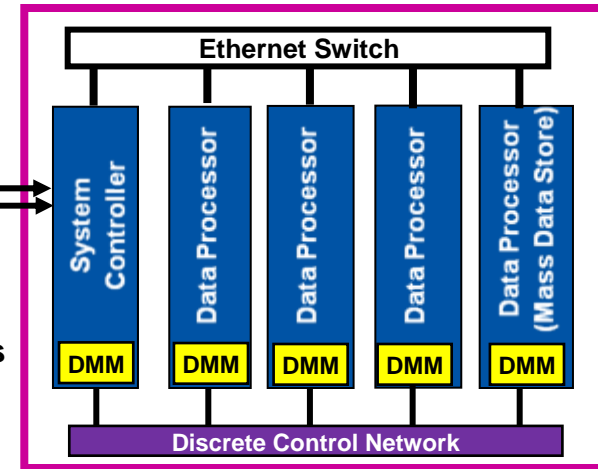 Ethernet Switch
System
Controller
Data Processor
Data Processor
Data Processor
Data Processor
(Mass Data Store)
s
DMM
DMM
DMM
DMM
DMM
Discrete Control Network